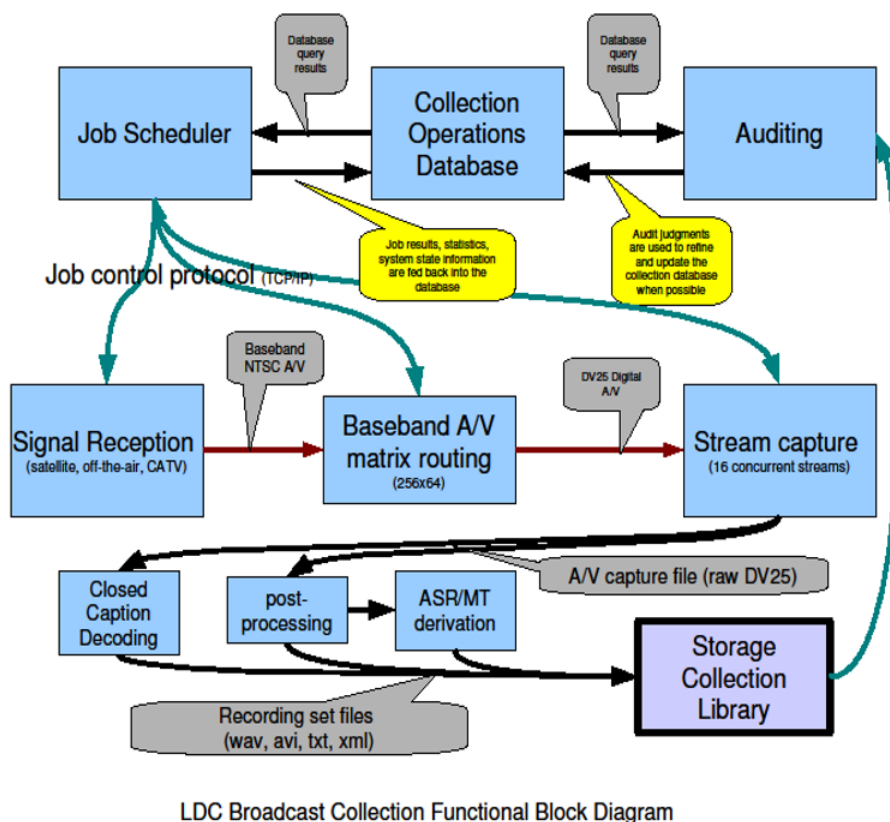 Database
query
results
Database
query
results
Job Scheduler
Collection
Operations
Database
Auditing
Job results, statistics,
system state information
are fed back into the
database
Audit judgments
are used to refine
and update the
collection database
when possible
Job control protocol (TCP/IP)
Baseband
NTSC A/V
DV25 Digital
A/V
Signal Reception
(satellite, off-the-air, CATV)
Baseband A/V
matrix routing
(256x64)
Stream capture
(16 concurrent streams)
A/V capture file (raw DV25)
Closed
Caption
Decoding
post-
processing
ASR/MT
derivation
Storage
Collection
Library
Recording set files
(wav, avi, txt, xml)
LDC Broadcast Collection Functional Block Diagram